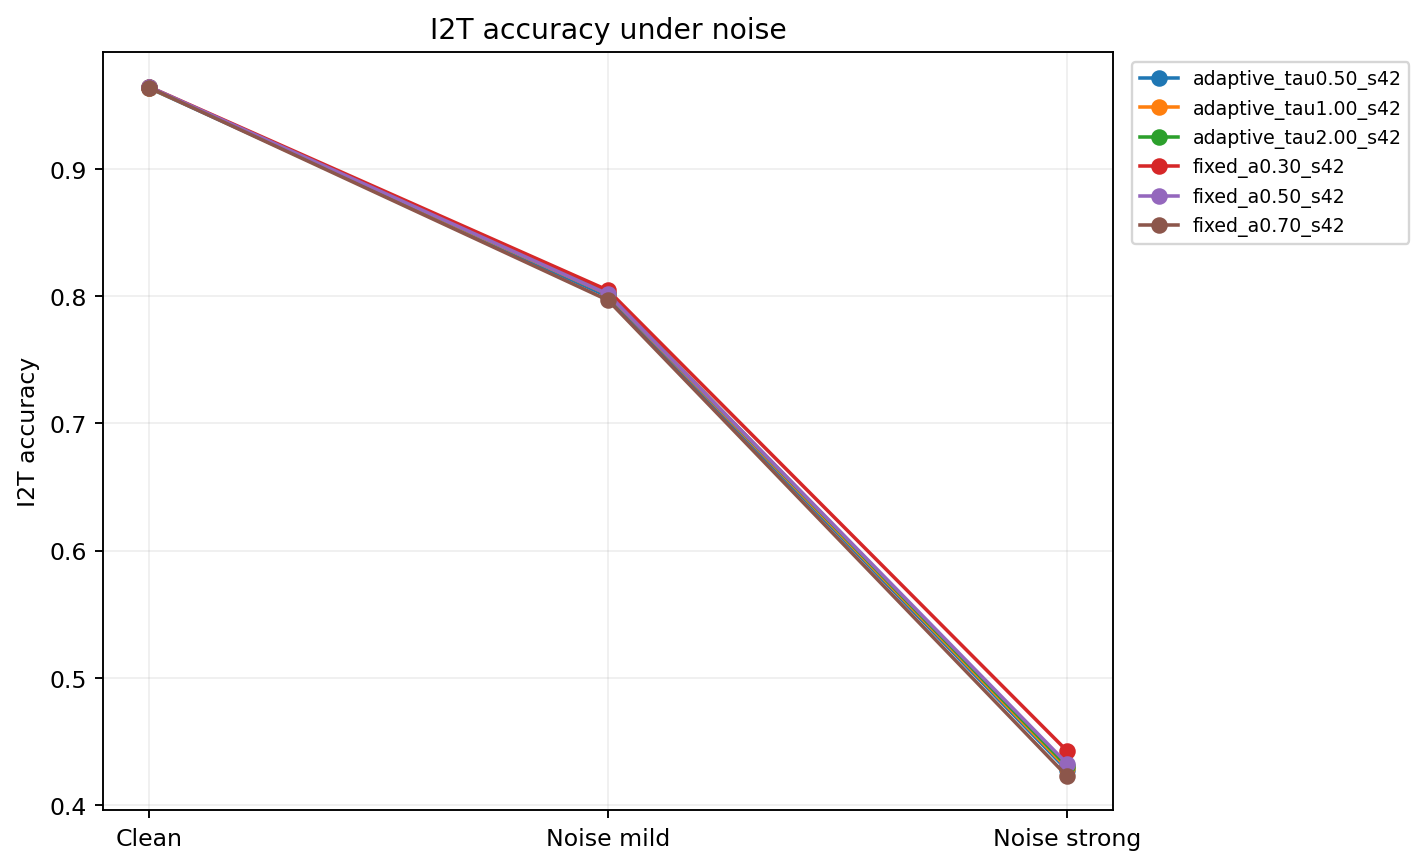 I2T accuracy under noise
adaptive_tau0.50_s42
adaptive_tau1.00_s42
adaptive_tau2.00_s42
fixed_a0.30_s42
fixed_a0.50_s42
fixed_a0.70_s42
I2T accuracy
0.9
0.8
0.7
0.6
0.5
0.4
Clean
Noise mild
Noise strong